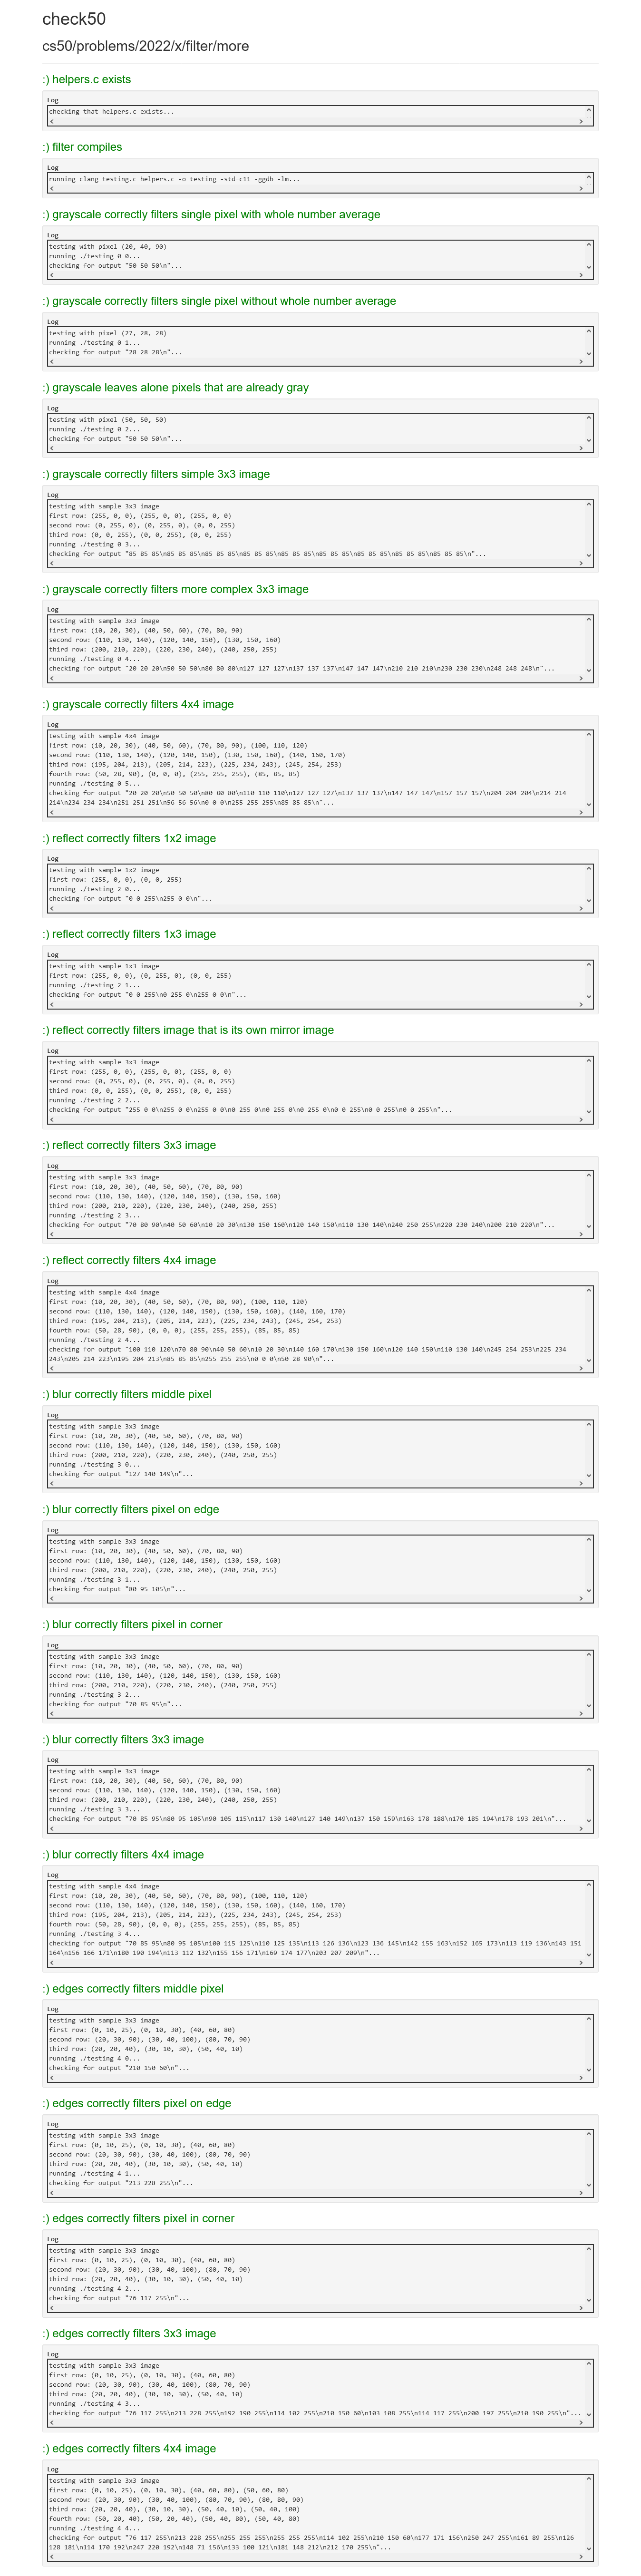 check50
cs50/problems/2022/x/filter/more
:) helpers.c exists
Log
checking that helpers.c exists...
:) filter compiles
Log
running clang testing.c helpers.c -o testing -std=c11 -ggdb -lm...
:) grayscale correctly filters single pixel with whole number average
Log
testing with pixel (20, 40, 90)
running ./testing 0 0...
checking for output "50 50 50\n"...
:) grayscale correctly filters single pixel without whole number average
Log
testing with pixel (27, 28, 28)
running ./testing 0 1...
checking for output "28 28 28\n"...
:) grayscale leaves alone pixels that are already gray
Log
testing with pixel (50, 50, 50)
running ./testing 0 2...
checking for output "50 50 50\n"...
:) grayscale correctly filters simple 3x3 image
Log
testing with sample 3x3 image
first row: (255, 0, 0), (255, 0, 0), (255, 0, 0)
second row: (0, 255, 0), (0, 255, 0), (0, 0, 255)
third row: (0, 0, 255), (0, 0, 255), (0, 0, 255)
running ./testing 0 3...
checking for output "85 85 85\n85 85 85\n85 85 85\n85 85 85\n85 85 85\n85 85 85\n85 85 85\n85 85 85\n85 85 85\n"...
:) grayscale correctly filters more complex 3x3 image
Log
testing with sample 3x3 image
first row: (10, 20, 30), (40, 50, 60), (70, 80, 90)
second row: (110, 130, 140), (120, 140, 150), (130, 150, 160)
third row: (200, 210, 220), (220, 230, 240), (240, 250, 255)
running ./testing 0 4...
checking for output "20 20 20\n50 50 50\n80 80 80\n127 127 127\n137 137 137\n147 147 147\n210 210 210\n230 230 230\n248 248 248\n"...
:) grayscale correctly filters 4x4 image
Log
testing with sample 4x4 image
first row: (10, 20, 30), (40, 50, 60), (70, 80, 90), (100, 110, 120)
second row: (110, 130, 140), (120, 140, 150), (130, 150, 160), (140, 160, 170)
third row: (195, 204, 213), (205, 214, 223), (225, 234, 243), (245, 254, 253)
fourth row: (50, 28, 90), (0, 0, 0), (255, 255, 255), (85, 85, 85)
running ./testing 0 5...
checking for output "20 20 20\n50 50 50\n80 80 80\n110 110 110\n127 127 127\n137 137 137\n147 147 147\n157 157 157\n204 204 204\n214 214
214\n234 234 234\n251 251 251\n56 56 56\n0 0 0\n255 255 255\n85 85 85\n"...
:) reflect correctly filters 1x2 image
Log
testing with sample 1x2 image
first row: (255, 0, 0), (0, 0, 255)
running ./testing 2 0...
checking for output "0 0 255\n255 0 0\n"...
:) reflect correctly filters 1x3 image
Log
testing with sample 1x3 image
first row: (255, 0, 0), (0, 255, 0), (0, 0, 255)
running ./testing 2 1...
checking for output "0 0 255\n0 255 0\n255 0 0\n"...
:) reflect correctly filters image that is its own mirror image
Log
testing with sample 3x3 image
first row: (255, 0, 0), (255, 0, 0), (255, 0, 0)
second row: (0, 255, 0), (0, 255, 0), (0, 0, 255)
third row: (0, 0, 255), (0, 0, 255), (0, 0, 255)
running ./testing 2 2...
checking for output "255 0 0\n255 0 0\n255 0 0\n0 255 0\n0 255 0\n0 255 0\n0 0 255\n0 0 255\n0 0 255\n"...
:) reflect correctly filters 3x3 image
Log
testing with sample 3x3 image
first row: (10, 20, 30), (40, 50, 60), (70, 80, 90)
second row: (110, 130, 140), (120, 140, 150), (130, 150, 160)
third row: (200, 210, 220), (220, 230, 240), (240, 250, 255)
running ./testing 2 3...
checking for output "70 80 90\n40 50 60\n10 20 30\n130 150 160\n120 140 150\n110 130 140\n240 250 255\n220 230 240\n200 210 220\n"...
:) reflect correctly filters 4x4 image
Log
testing with sample 4x4 image
first row: (10, 20, 30), (40, 50, 60), (70, 80, 90), (100, 110, 120)
second row: (110, 130, 140), (120, 140, 150), (130, 150, 160), (140, 160, 170)
third row: (195, 204, 213), (205, 214, 223), (225, 234, 243), (245, 254, 253)
fourth row: (50, 28, 90), (0, 0, 0), (255, 255, 255), (85, 85, 85)
running ./testing 2 4...
checking for output "100 110 120\n70 80 90\n40 50 60\n10 20 30\n140 160 170\n130 150 160\n120 140 150\n110 130 140\n245 254 253\n225 234
243\n205 214 223\n195 204 213\n85 85 85\n255 255 255\n0 0 0\n50 28 90\n"...
:) blur correctly filters middle pixel
Log
testing with sample 3x3 image
first row: (10, 20, 30), (40, 50, 60), (70, 80, 90)
second row: (110, 130, 140), (120, 140, 150), (130, 150, 160)
third row: (200, 210, 220), (220, 230, 240), (240, 250, 255)
running ./testing 3 0...
checking for output "127 140 149\n"...
:) blur correctly filters pixel on edge
Log
testing with sample 3x3 image
first row: (10, 20, 30), (40, 50, 60), (70, 80, 90)
second row: (110, 130, 140), (120, 140, 150), (130, 150, 160)
third row: (200, 210, 220), (220, 230, 240), (240, 250, 255)
running ./testing 3 1...
checking for output "80 95 105\n"...
:) blur correctly filters pixel in corner
Log
testing with sample 3x3 image
first row: (10, 20, 30), (40, 50, 60), (70, 80, 90)
second row: (110, 130, 140), (120, 140, 150), (130, 150, 160)
third row: (200, 210, 220), (220, 230, 240), (240, 250, 255)
running ./testing 3 2...
checking for output "70 85 95\n"...
:) blur correctly filters 3x3 image
Log
testing with sample 3x3 image
first row: (10, 20, 30), (40, 50, 60), (70, 80, 90)
second row: (110, 130, 140), (120, 140, 150), (130, 150, 160)
third row: (200, 210, 220), (220, 230, 240), (240, 250, 255)
running ./testing 3 3...
checking for output "70 85 95\n80 95 105\n90 105 115\n117 130 140\n127 140 149\n137 150 159\n163 178 188\n170 185 194\n178 193 201\n"...
:) blur correctly filters 4x4 image
Log
testing with sample 4x4 image
first row: (10, 20, 30), (40, 50, 60), (70, 80, 90), (100, 110, 120)
second row: (110, 130, 140), (120, 140, 150), (130, 150, 160), (140, 160, 170)
third row: (195, 204, 213), (205, 214, 223), (225, 234, 243), (245, 254, 253)
fourth row: (50, 28, 90), (0, 0, 0), (255, 255, 255), (85, 85, 85)
running ./testing 3 4...
checking for output "70 85 95\n80 95 105\n100 115 125\n110 125 135\n113 126 136\n123 136 145\n142 155 163\n152 165 173\n113 119 136\n143 151
164\n156 166 171\n180 190 194\n113 112 132\n155 156 171\n169 174 177\n203 207 209\n"...
:) edges correctly filters middle pixel
Log
testing with sample 3x3 image
first row: (0, 10, 25), (0, 10, 30), (40, 60, 80)
second row: (20, 30, 90), (30, 40, 100), (80, 70, 90)
third row: (20, 20, 40), (30, 10, 30), (50, 40, 10)
running ./testing 4 0...
checking for output "210 150 60\n"...
:) edges correctly filters pixel on edge
Log
testing with sample 3x3 image
first row: (0, 10, 25), (0, 10, 30), (40, 60, 80)
second row: (20, 30, 90), (30, 40, 100), (80, 70, 90)
third row: (20, 20, 40), (30, 10, 30), (50, 40, 10)
running ./testing 4 1...
checking for output "213 228 255\n"...
:) edges correctly filters pixel in corner
Log
testing with sample 3x3 image
first row: (0, 10, 25), (0, 10, 30), (40, 60, 80)
second row: (20, 30, 90), (30, 40, 100), (80, 70, 90)
third row: (20, 20, 40), (30, 10, 30), (50, 40, 10)
running ./testing 4 2...
checking for output "76 117 255\n"...
:) edges correctly filters 3x3 image
Log
testing with sample 3x3 image
first row: (0, 10, 25), (0, 10, 30), (40, 60, 80)
second row: (20, 30, 90), (30, 40, 100), (80, 70, 90)
third row: (20, 20, 40), (30, 10, 30), (50, 40, 10)
running ./testing 4 3...
checking for output "76 117 255\n213 228 255\n192 190 255\n114 102 255\n210 150 60\n103 108 255\n114 117 255\n200 197 255\n210 190 255\n"...
:) edges correctly filters 4x4 image
Log
testing with sample 3x3 image
first row: (0, 10, 25), (0, 10, 30), (40, 60, 80), (50, 60, 80)
second row: (20, 30, 90), (30, 40, 100), (80, 70, 90), (80, 80, 90)
third row: (20, 20, 40), (30, 10, 30), (50, 40, 10), (50, 40, 100)
fourth row: (50, 20, 40), (50, 20, 40), (50, 40, 80), (50, 40, 80)
running ./testing 4 4...
checking for output "76 117 255\n213 228 255\n255 255 255\n255 255 255\n114 102 255\n210 150 60\n177 171 156\n250 247 255\n161 89 255\n126
128 181\n114 170 192\n247 220 192\n148 71 156\n133 100 121\n181 148 212\n212 170 255\n"...